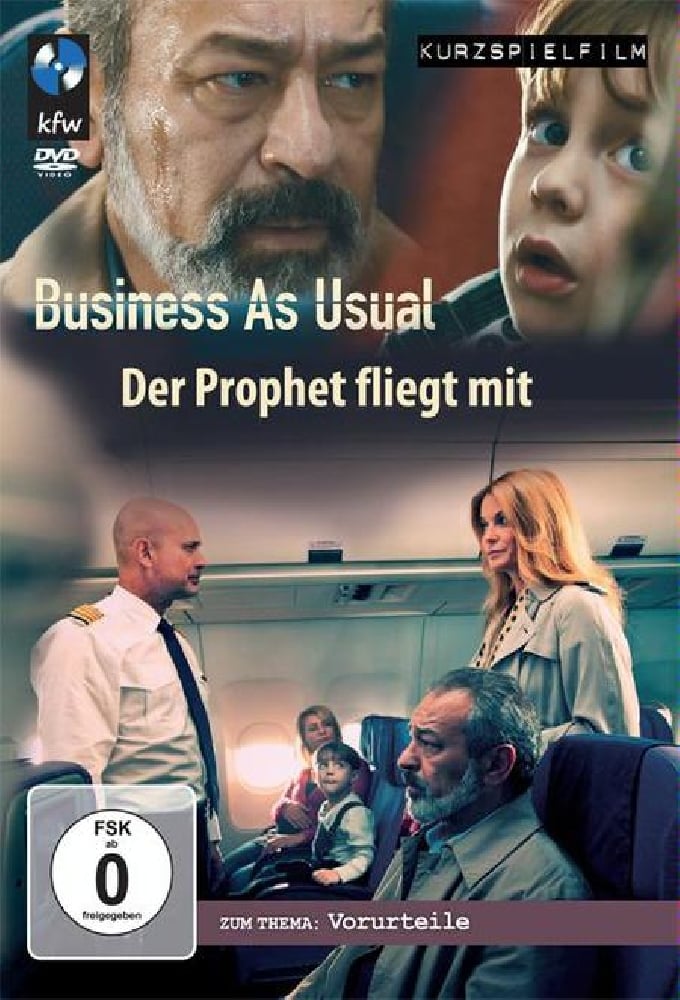 KURZSPIELFILM
kfw
DVD
VIDEO
Business As Usual
Der Prophet fliegt mit
FSK
ab
0
freigegeben
ZUM THEMA: Vorurteile